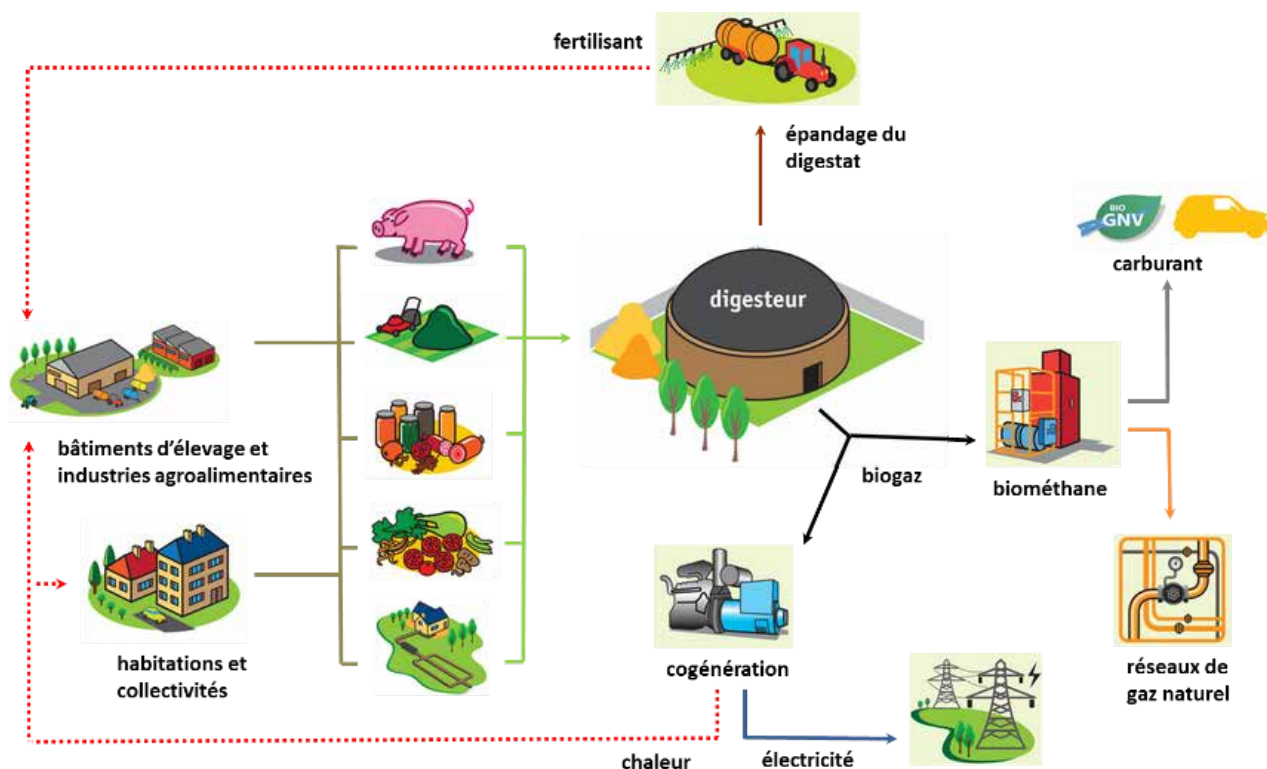 fertilisant
épandage du
digestat
BIO
GNV
carburant
digesteur
bâtiments d'élevage et
industries agroalimentaires
biogaz
biométhane
habitations et
collectivités
cogénération
réseaux de
gaz naturel
chaleur
électricité